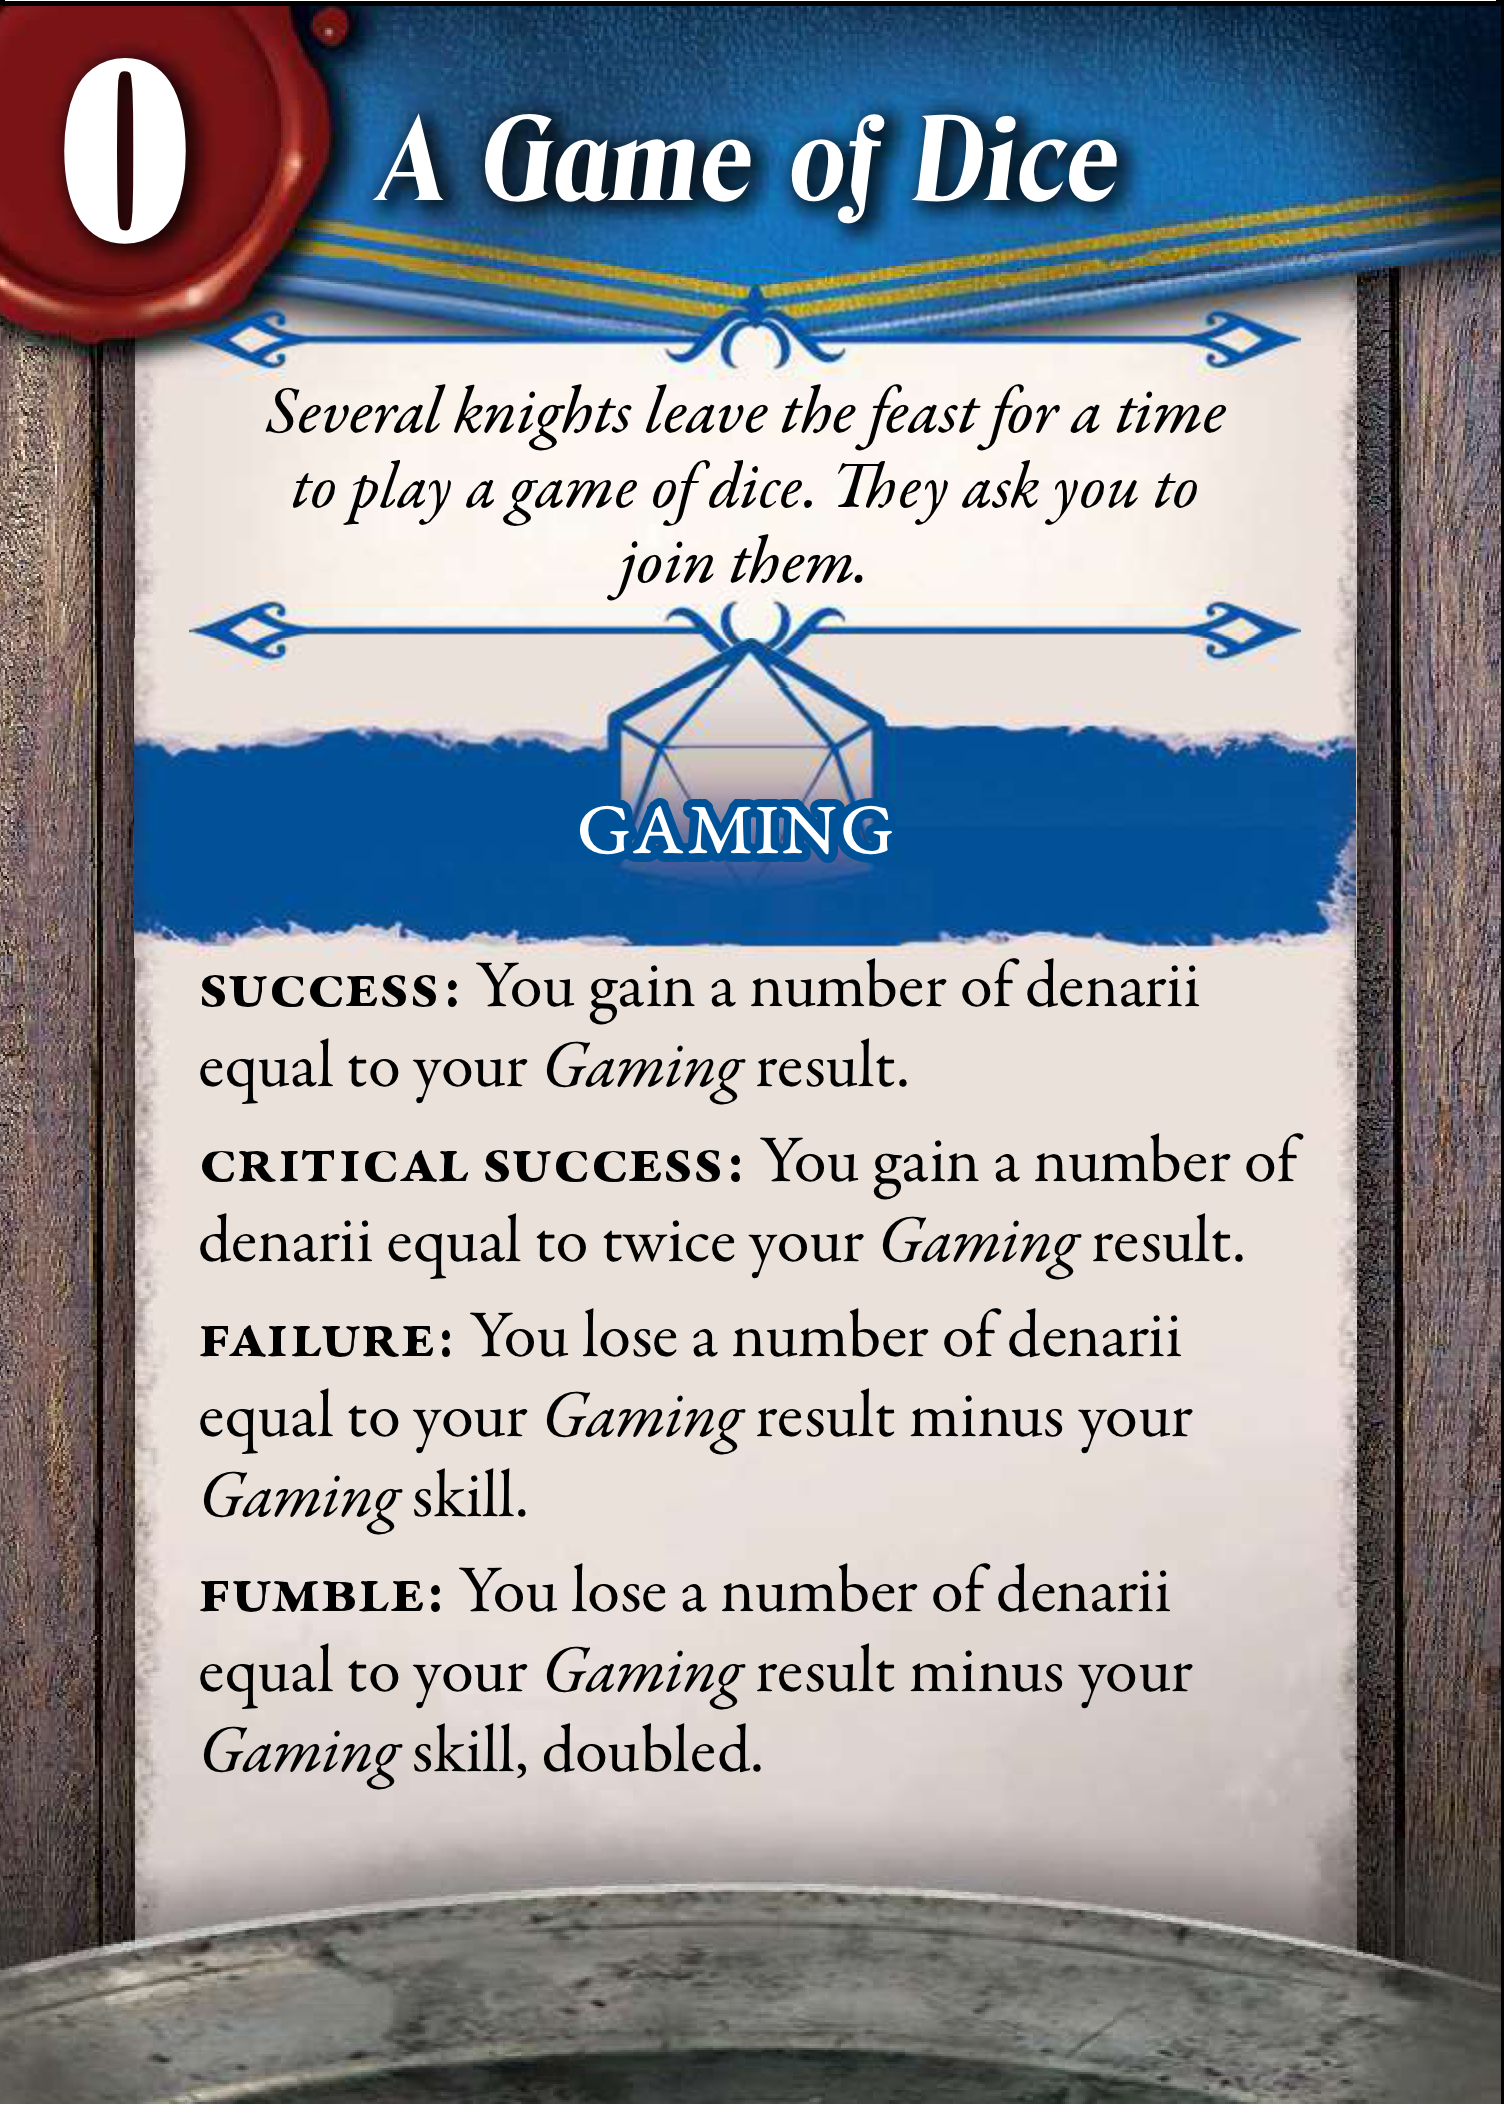 0
A Game of Dice
Several knights leave the feast for a time
to play a game of dice. They ask you to
join them.
GAMING
SUCCESS: You gain a number of denarii
equal to your Gaming result.
CRITICAL SUCCESS: You gain a number of
denarii equal to twice your Gaming result.
FAILURE: You lose a number of denarii
equal to your Gaming result minus your
Gaming skill.
FUMBLE: You lose a number of denarii
equal to your Gaming result minus your
Gaming skill, doubled.